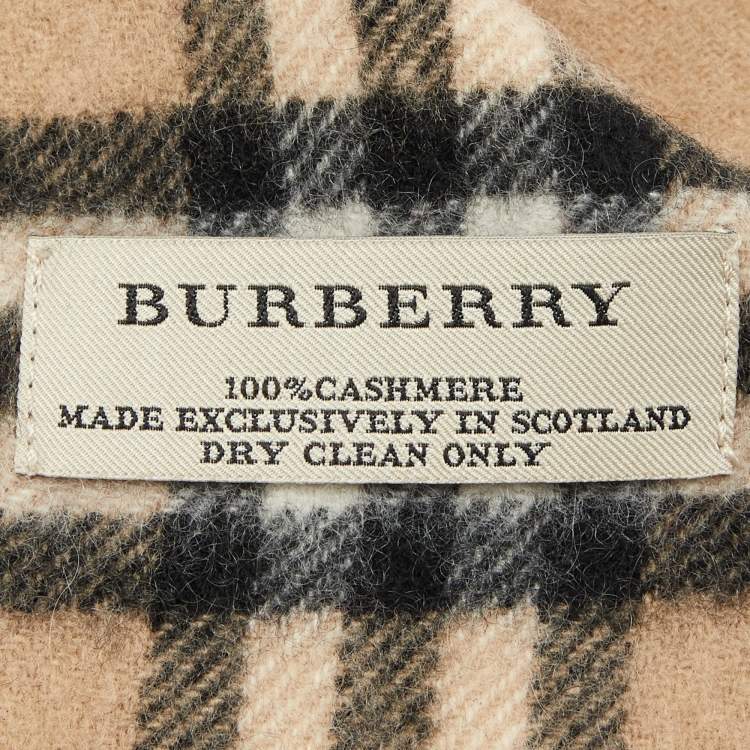 BURBERRY
100%CASHMERE
MADE EXCLUSIVELY IN SCOTLAND
DRY CLEAN ONLY